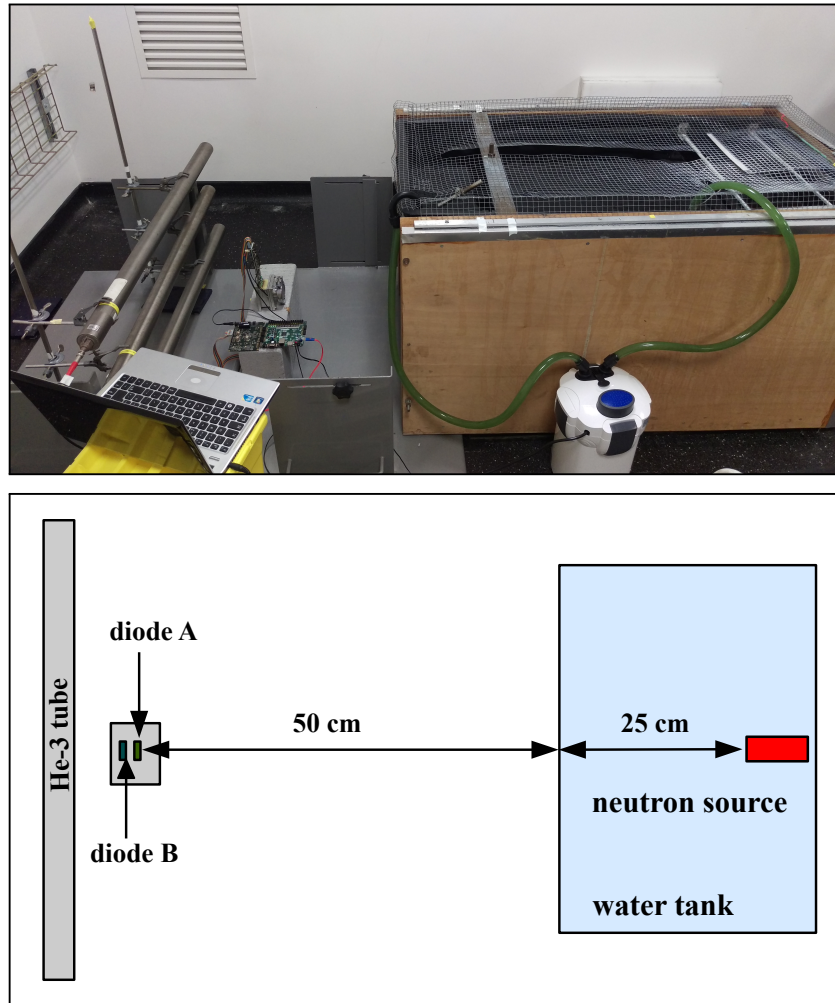 diode A
50 cm
25 cm
He-3 tube
neutron source
diode B
water tank